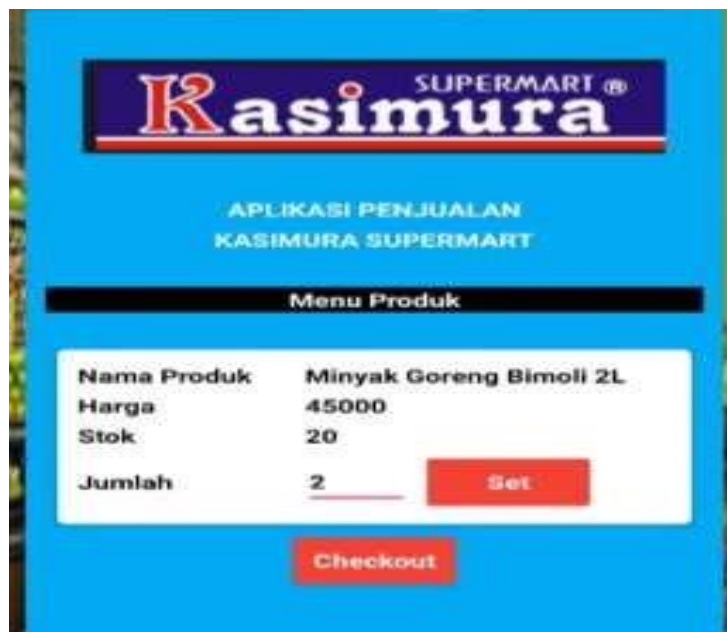 SUPERMART ®
Kasimura
APLIKASI PENJUALAN
KASIMURA SUPERMART
Menu Produk
Nama Produk Minyak Goreng Bimoli 2L
Harga 45000
Stok 20
Jumlah 2 Set
Checkout